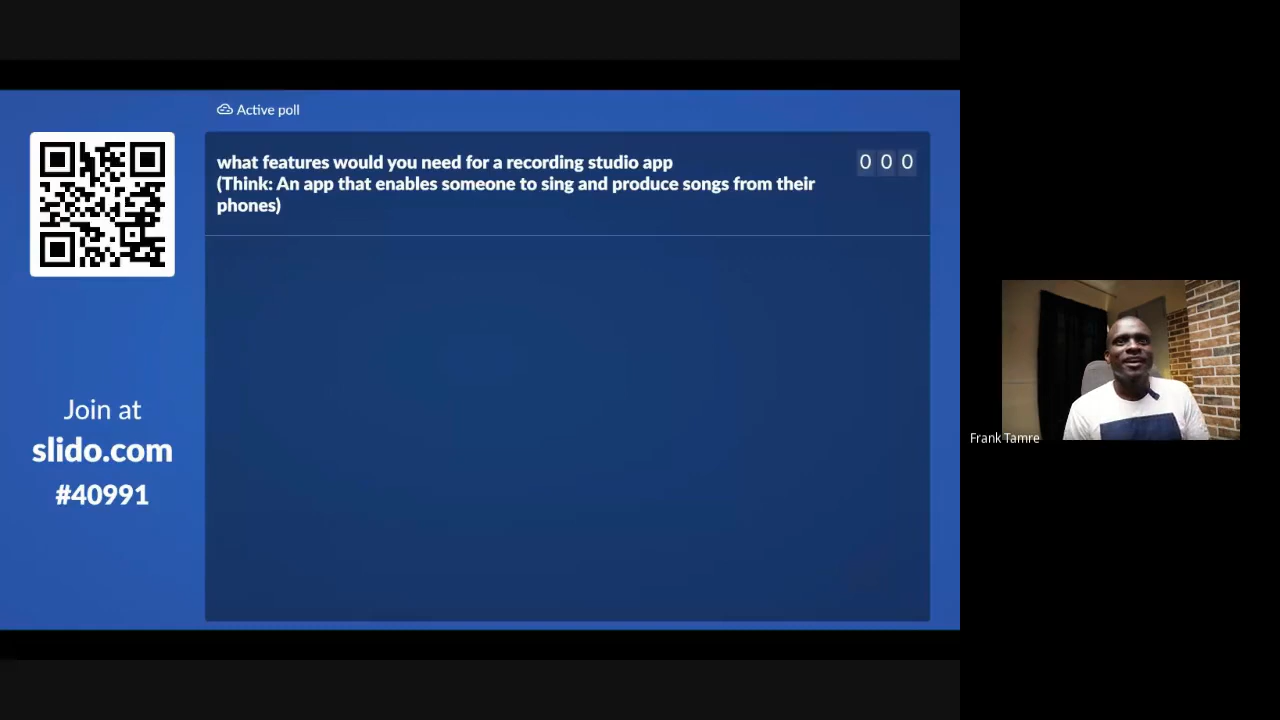 Active poll
what features would you need for a recording studio app
(Think: An app that enables someone to sing and produce songs from their
phones)
0 0 0
Join at
slido.com
#40991
Frank Tamre